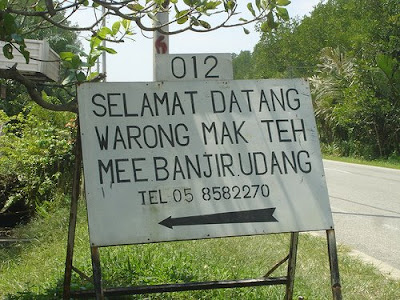 012
SELAMAT DATANG
WARONG MAK TEH
MEE.BANJIR.UDANG
TEL.05 8582270